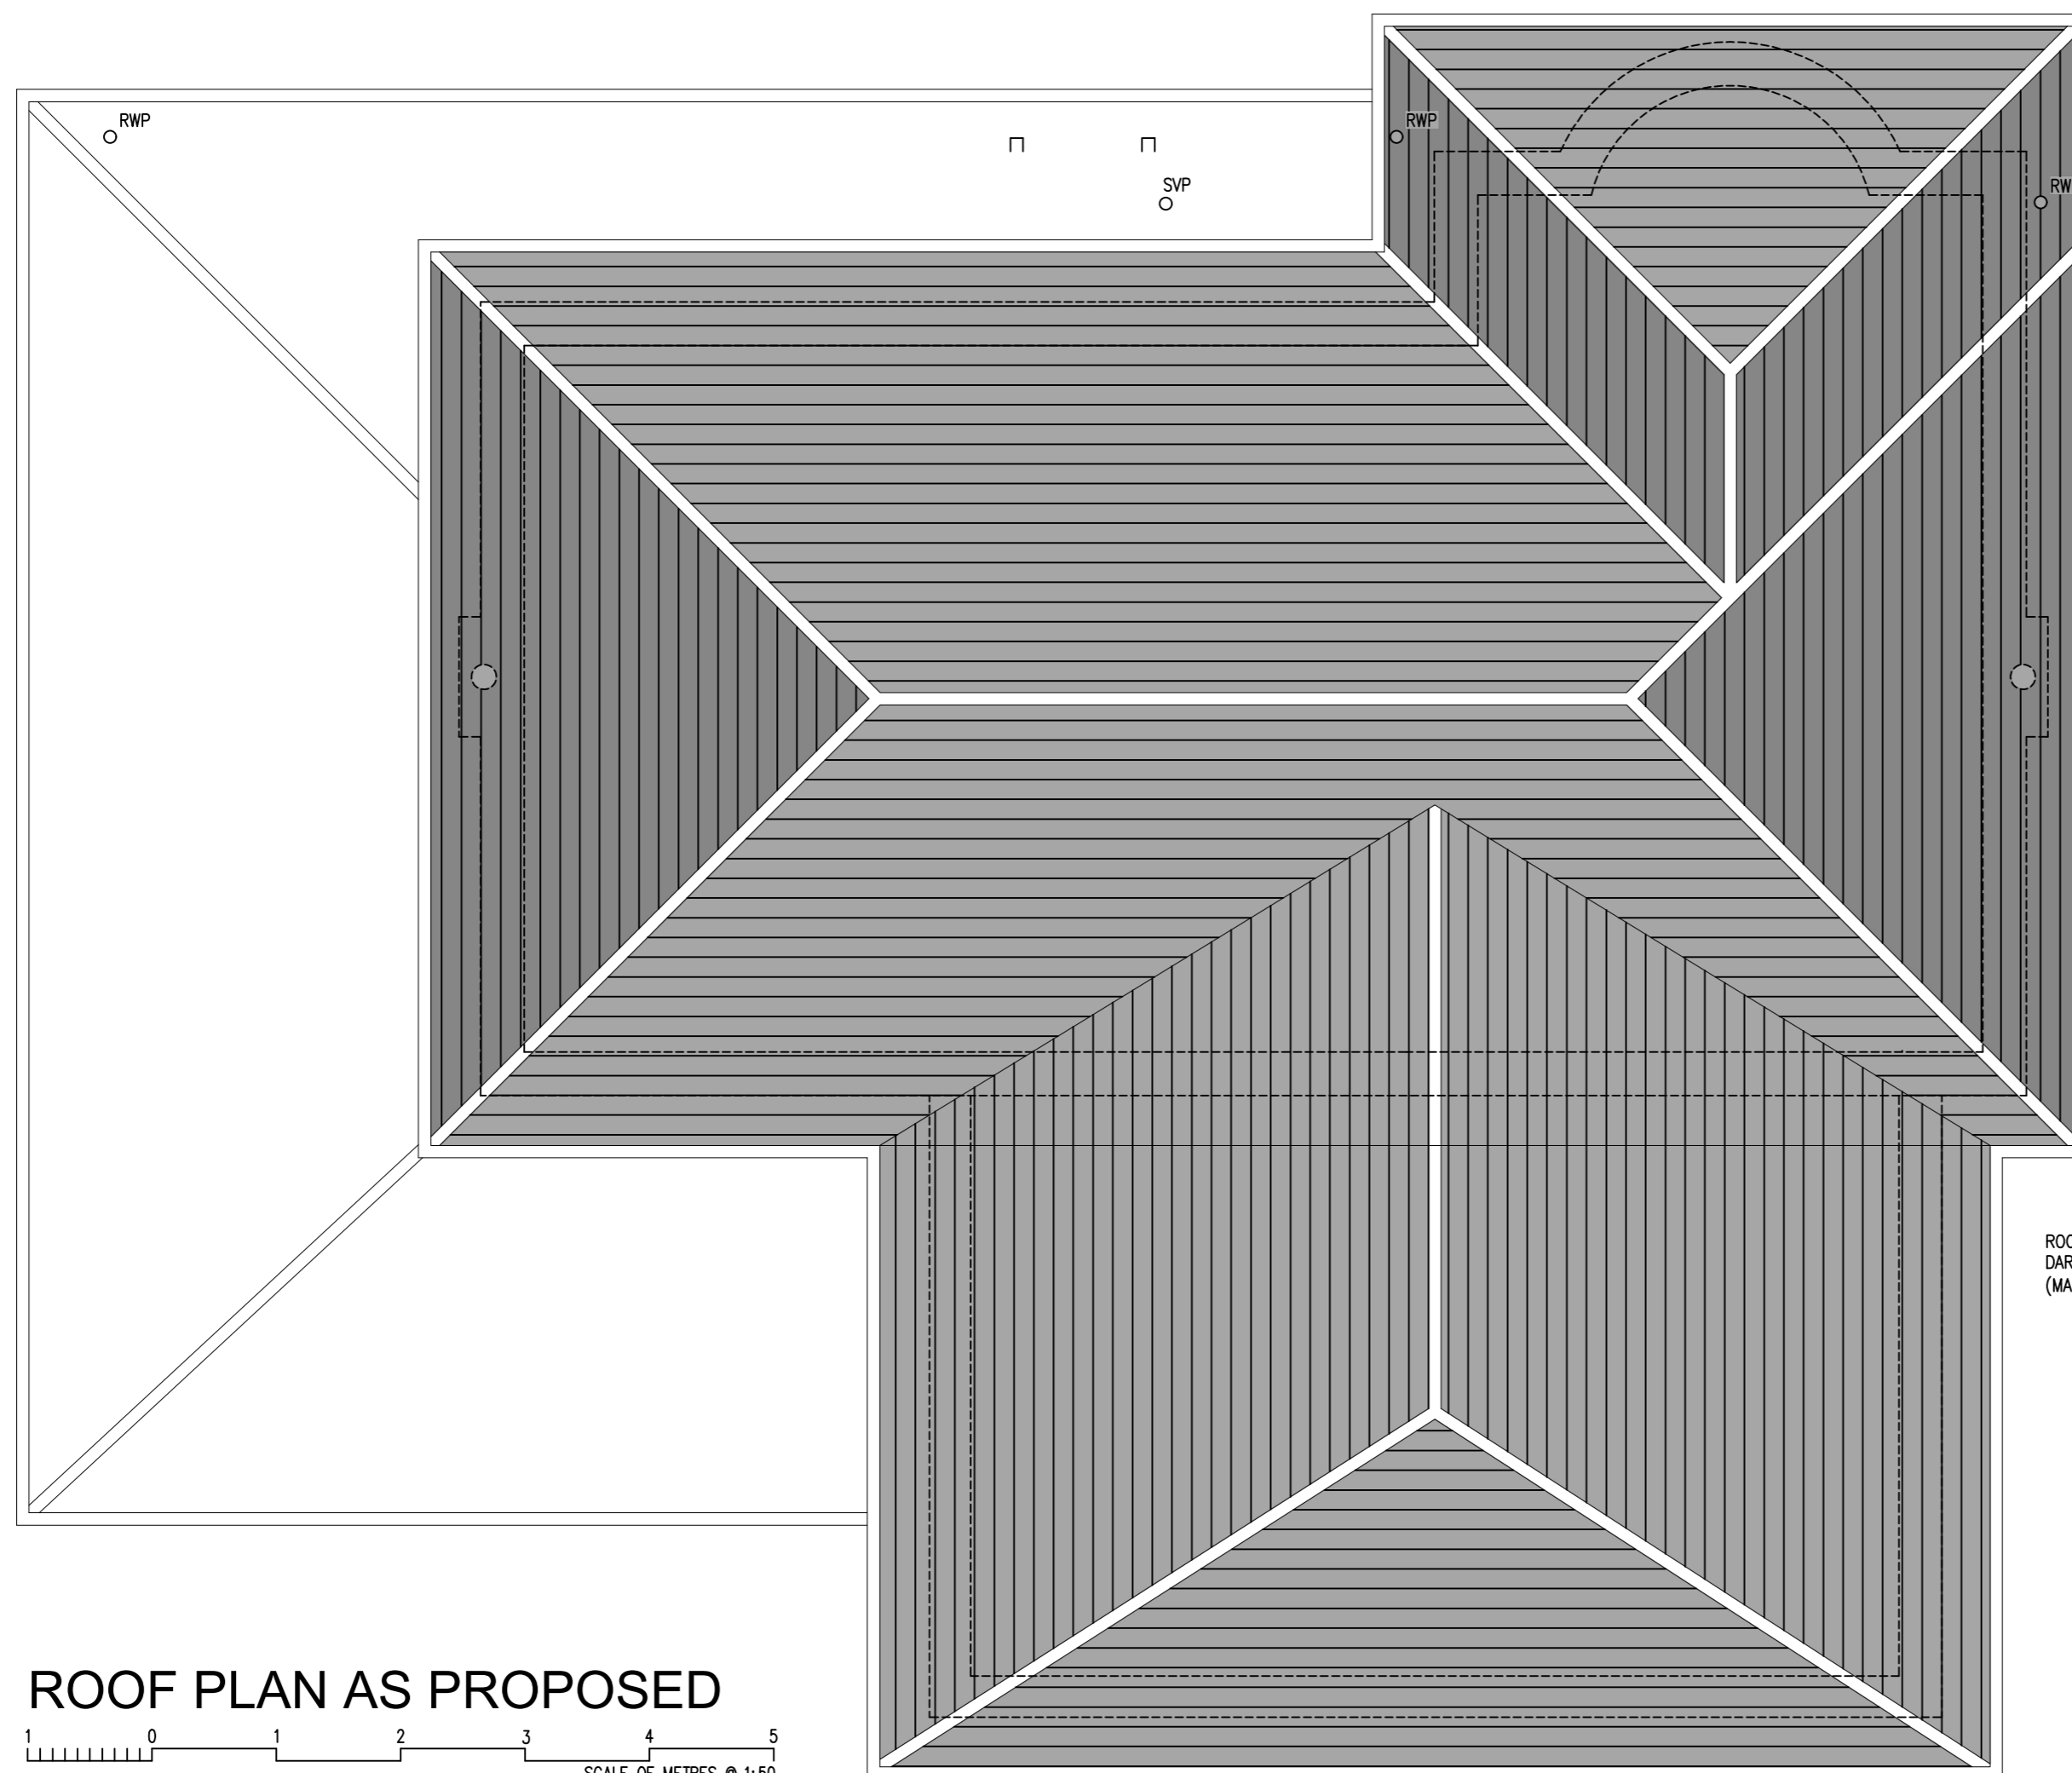 RWP
RWP
SVP
RW
ROO
DAR
(MA
ROOF PLAN AS PROPOSED
1 0 1 2 3 4 5
SCALE OF METRES @ 1:50